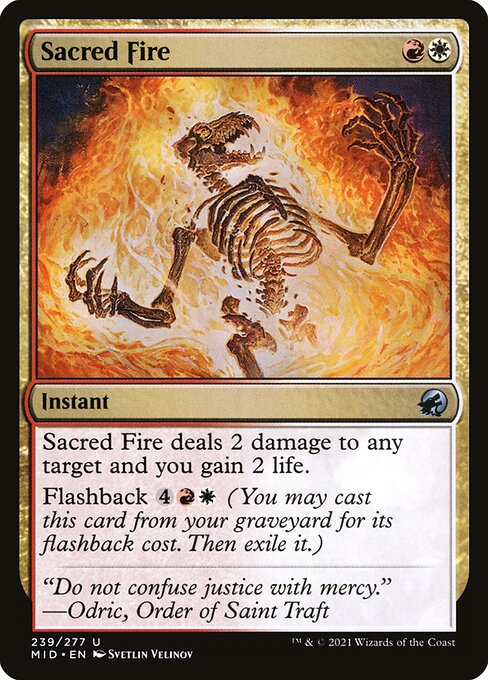 Sacred Fire
Instant
Sacred Fire deals 2 damage to any
target and you gain 2 life.
Flashback 4 (You may cast
this card from your graveyard for its
flashback cost. Then exile it.)
“Do not confuse justice with mercy.”
—Odric, Order of Saint Traft
239/277 U
MID • EN Svetlin Velinov
™ & © 2021 Wizards of the Coast